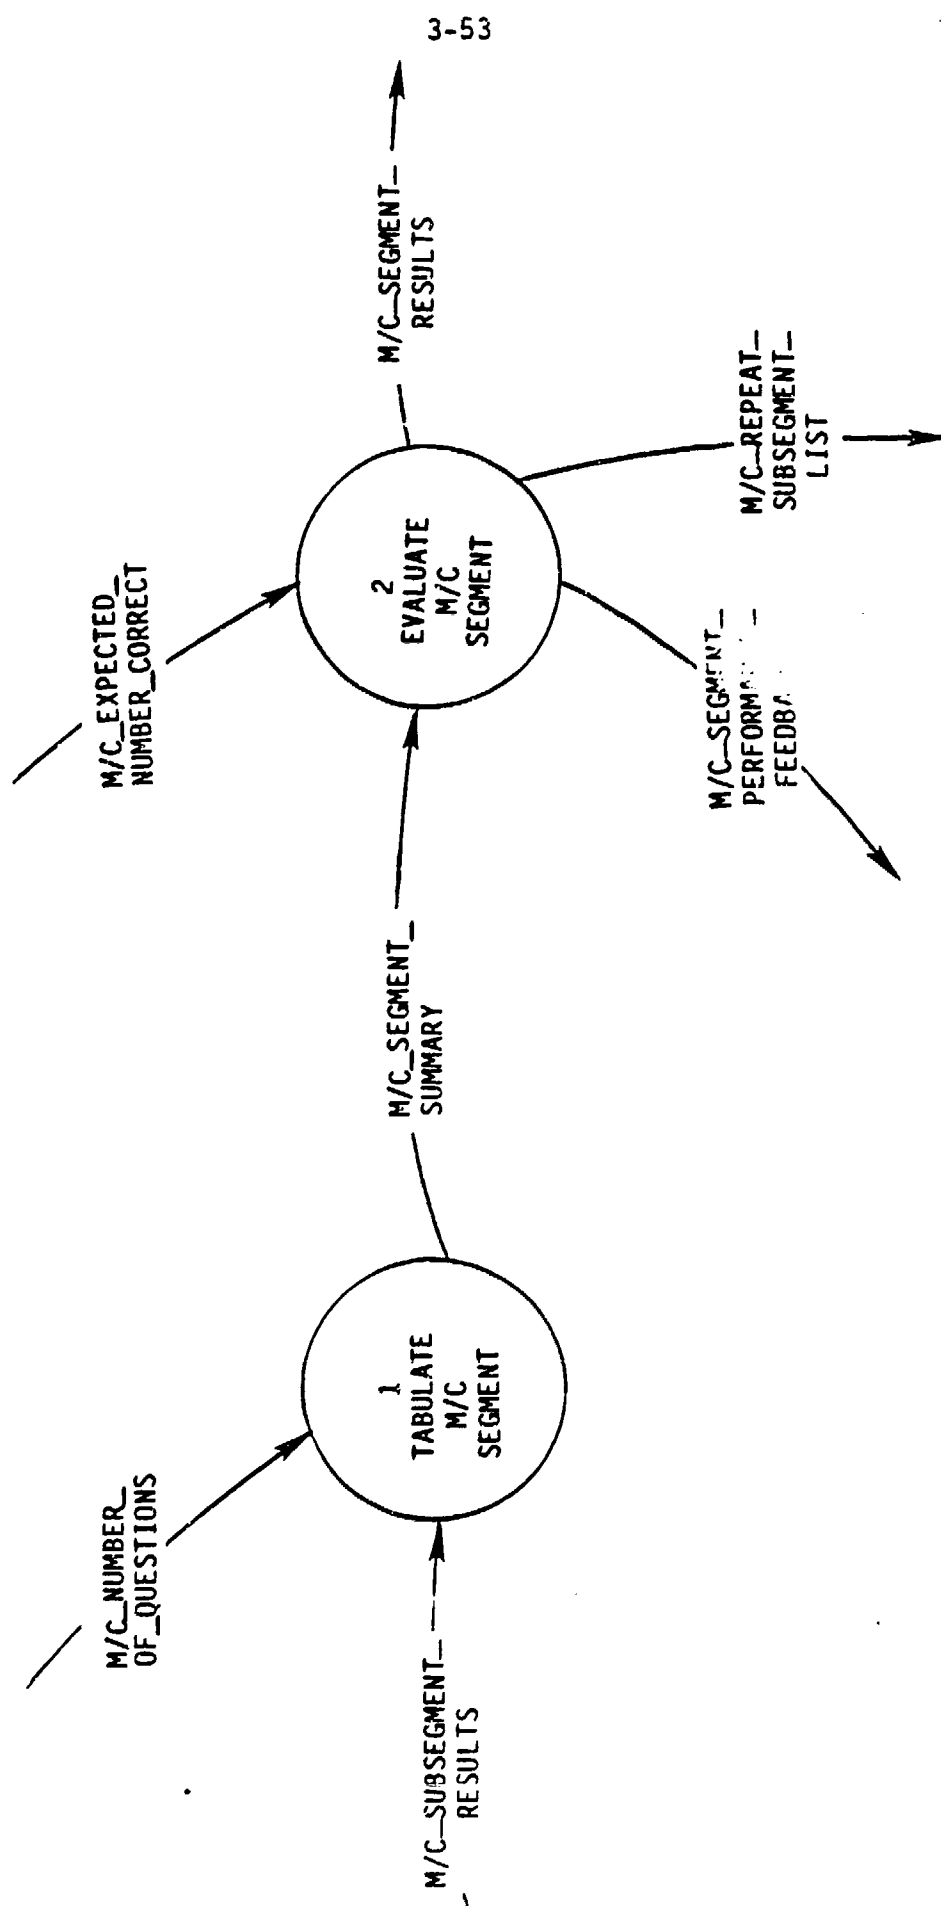 3-53
M/C_NUMBER_
OF_QUESTIONS
M/C_SUBSEGMENT_
RESULTS
1
TABULATE
M/C
SEGMENT
M/C_SEGMENT_
SUMMARY
M/C_EXPECTED_
NUMBER_CORRECT
2
EVALUATE
M/C
SEGMENT
M/C_SEGMENT_
RESULTS
M/C_REPEAT_
SUBSEGMENT_
LIST
M/C_SEGMENT_